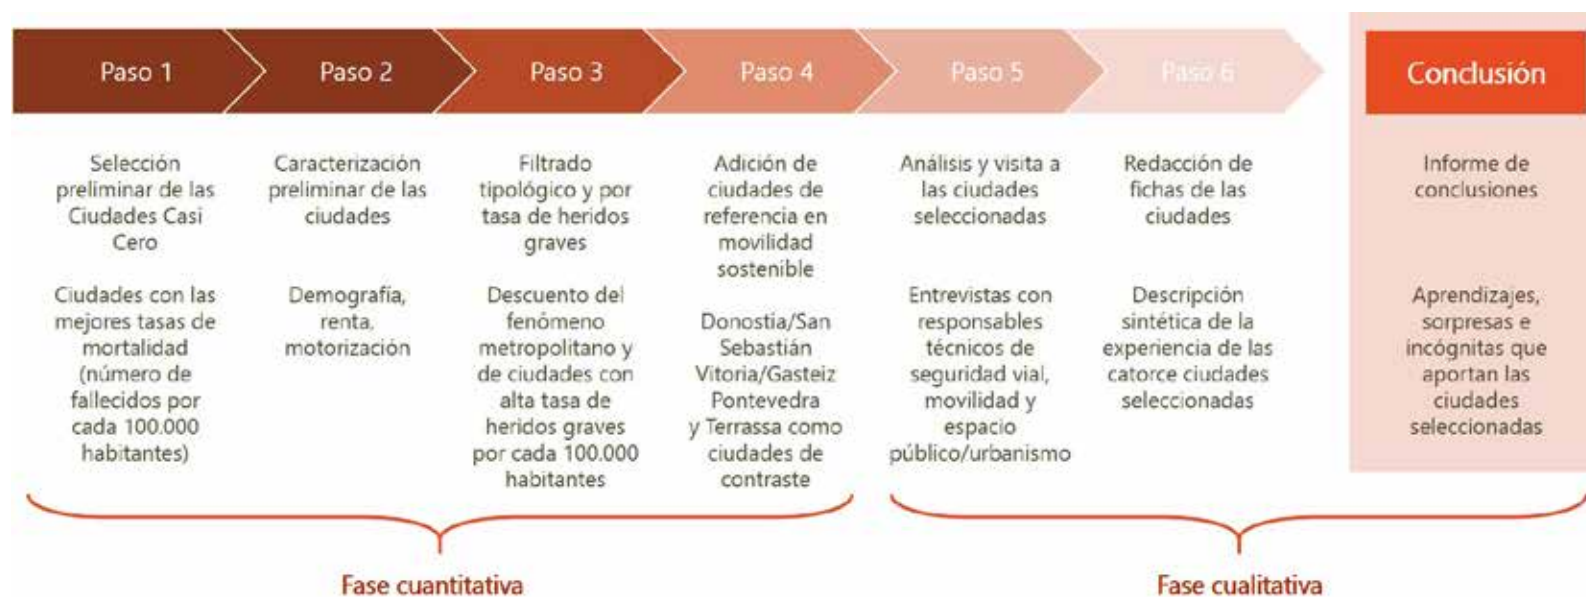 Paso 1
Paso 2
Paso 3
Paso 4
Paso 5
Paso 6
Conclusión
Selección
preliminar de las
Ciudades Casi
Cero
Caracterización
preliminar de las
ciudades
Filtrado
tipológico y por
tasa de heridos
graves
Adición de
ciudades de
referencia en
movilidad
sostenible
Análisis y visita a
las ciudades
seleccionadas
Redacción de
fichas de las
ciudades
Informe de
conclusiones
Ciudades con las
mejores tasas de
mortalidad
(número de
fallecidos por
cada 100.000
habitantes)
Demografía,
renta,
motorización
Descuento del
fenómeno
metropolitano y
de ciudades con
alta tasa de
heridos graves
por cada 100.000
habitantes
Donostia/San
Sebastián
Vitoria/Gasteiz
Pontevedra
y Terrassa como
ciudades de
contraste
Entrevistas con
responsables
técnicos de
seguridad vial,
movilidad y
espacio
público/urbanismo
Descripción
sintética de la
experiencia de las
catorce ciudades
seleccionadas
Aprendizajes,
sorpresas e
incógnitas que
aportan las
ciudades
seleccionadas
Fase cuantitativa
Fase cualitativa